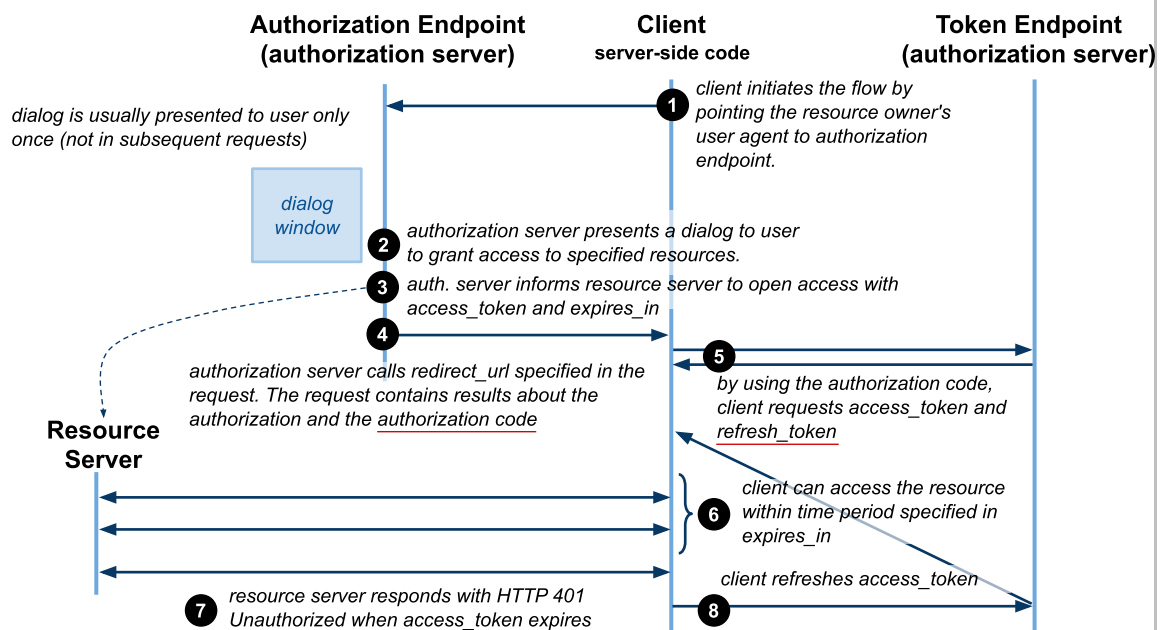 Authorization Endpoint
(authorization server)
Client
server-side code
Token Endpoint
(authorization server)
1
client initiates the flow by
pointing the resource owner's
user agent to authorization
endpoint.
dialog is usually presented to user only
once (not in subsequent requests)
dialog
window
2
authorization server presents a dialog to user
to grant access to specified resources.
3
auth. server informs resource server to open access with
access_token and expires_in
4
authorization server calls redirect_url specified in the
request. The request contains results about the
authorization and the authorization code
5
by using the authorization code,
client requests access_token and
refresh_token
Resource
Server
6
client can access the resource
within time period specified in
expires_in
7
resource server responds with HTTP 401
Unauthorized when access_token expires
client refreshes access_token
8